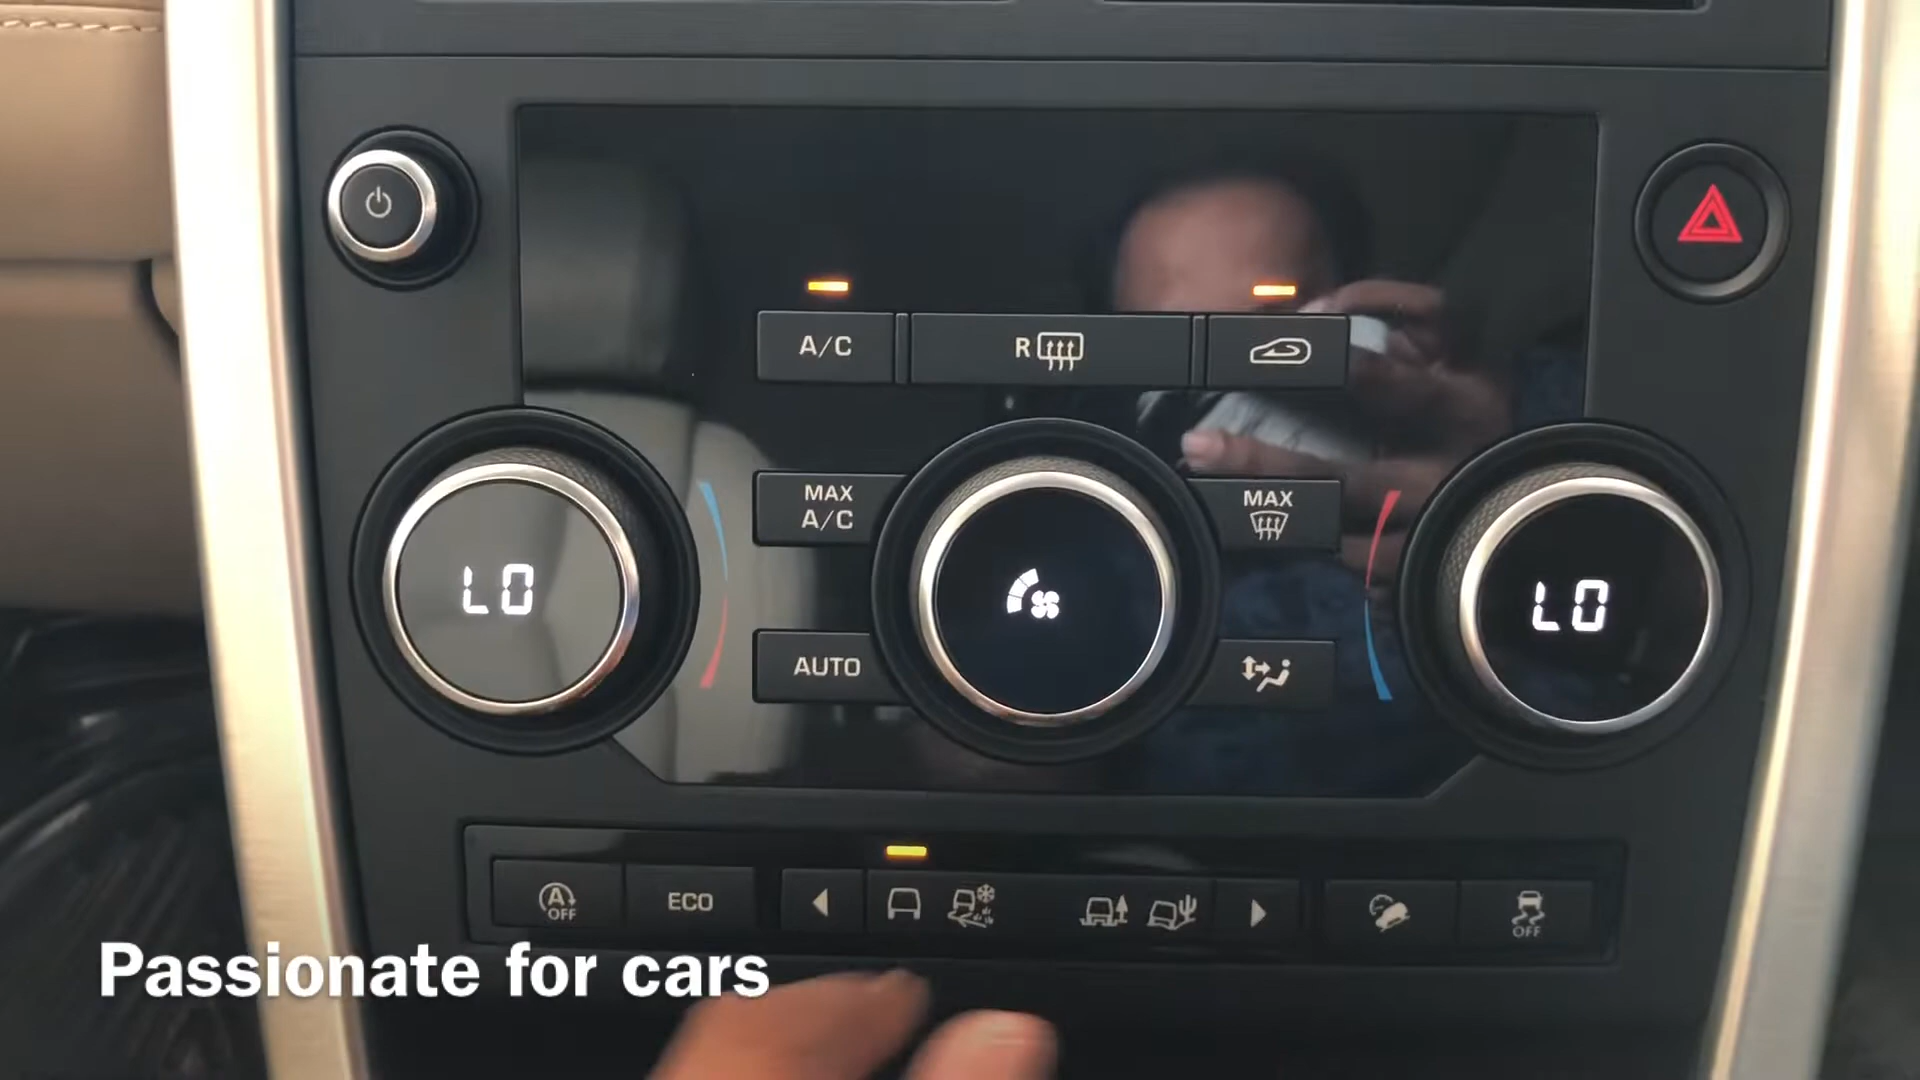 A/C
R
MAX
A/C
MAX
LO
LO
AUTO
A
OFF
ECO
OFF
Passionate for cars